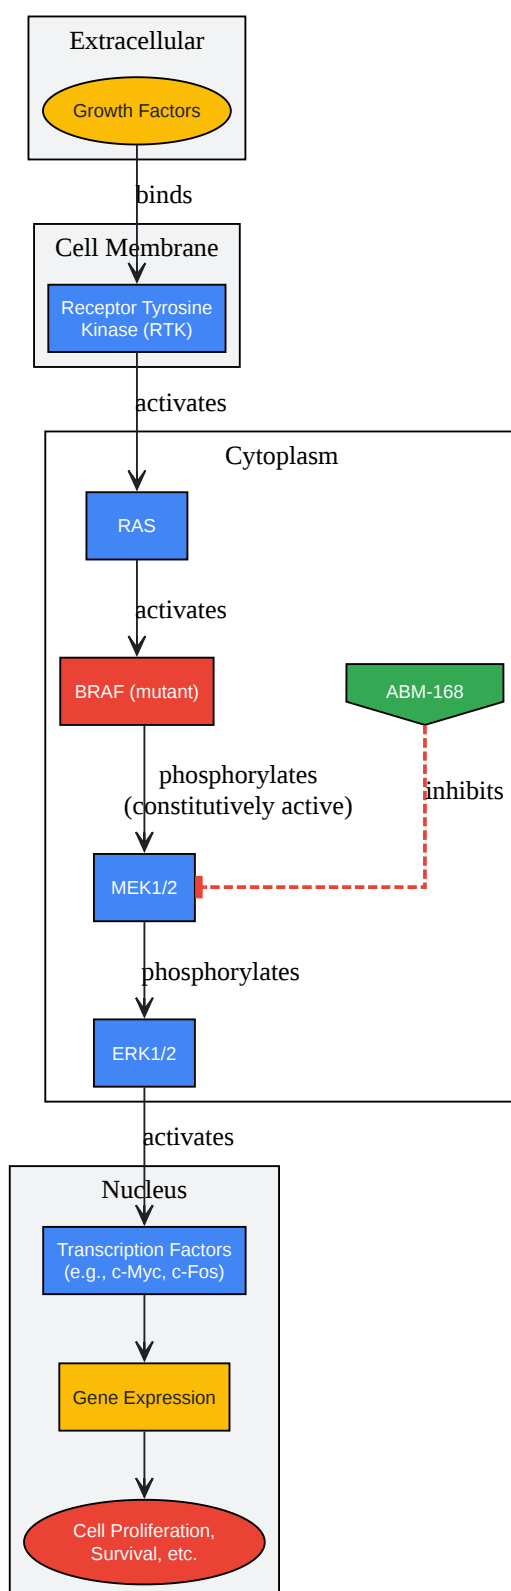 Extracellular
Growth Factors
binds
Cell Membrane
Receptor Tyrosine
Kinase (RTK)
activates
Cytoplasm
RAS
activates
BRAF (mutant)
ABM-168
phosphorylates
(constitutively active)
inhibits
MEK1/2
phosphorylates
ERK1/2
activates
Nucleus
Transcription Factors
(e.g., c-Myc, c-Fos)
Gene Expression
Cell Proliferation,
Survival, etc.